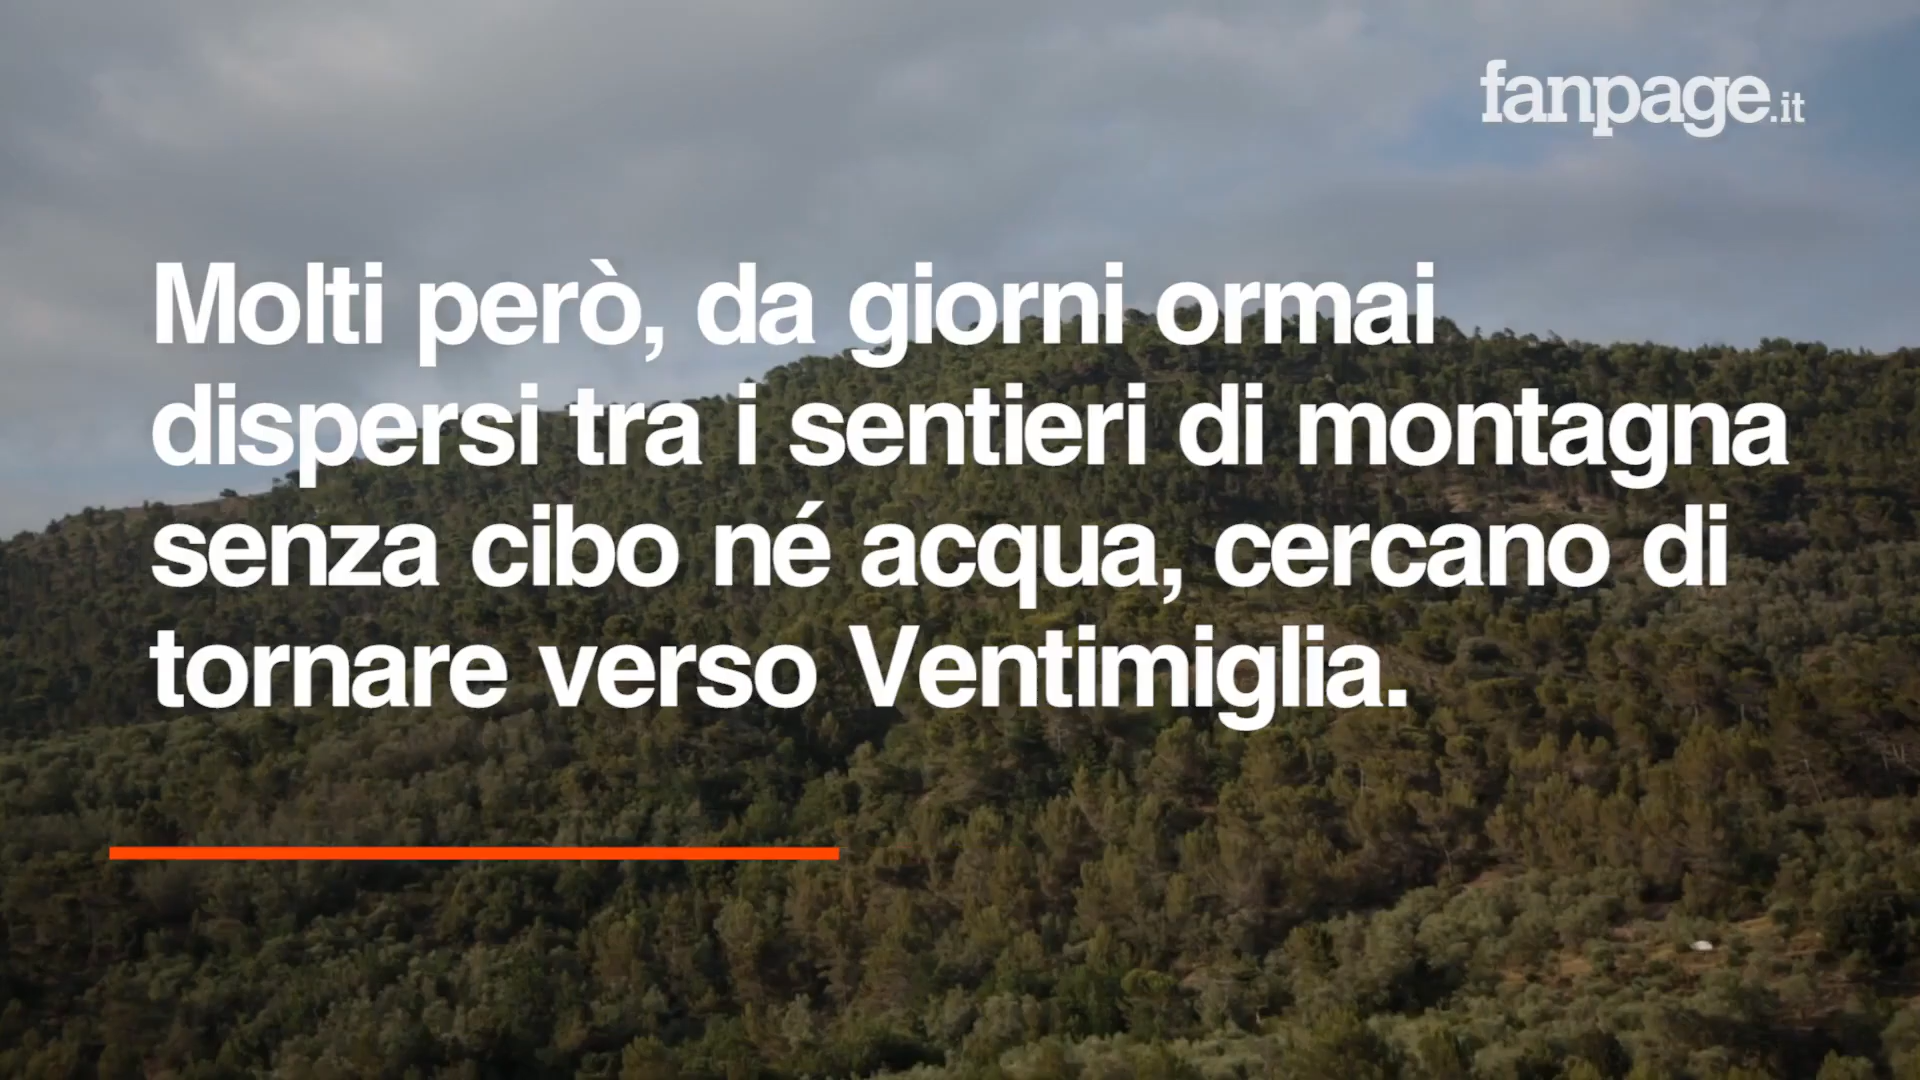 fanpage.it
Molti però, da giorni ormai
dispersi tra i sentieri di montagna
senza cibo né acqua, cercano di
tornare verso Ventimiglia.